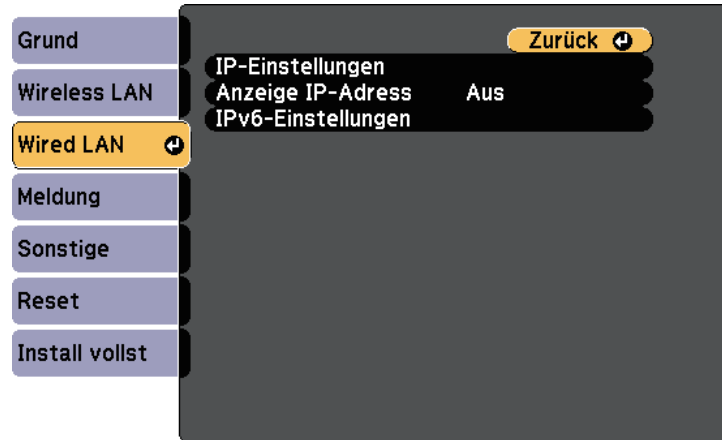 Grund
Wireless LAN
Wired LAN
Meldung
Sonstige
Reset
Install vollst
Zurück
IP-Einstellungen
Anzeige IP-Adress Aus
IPv6-Einstellungen